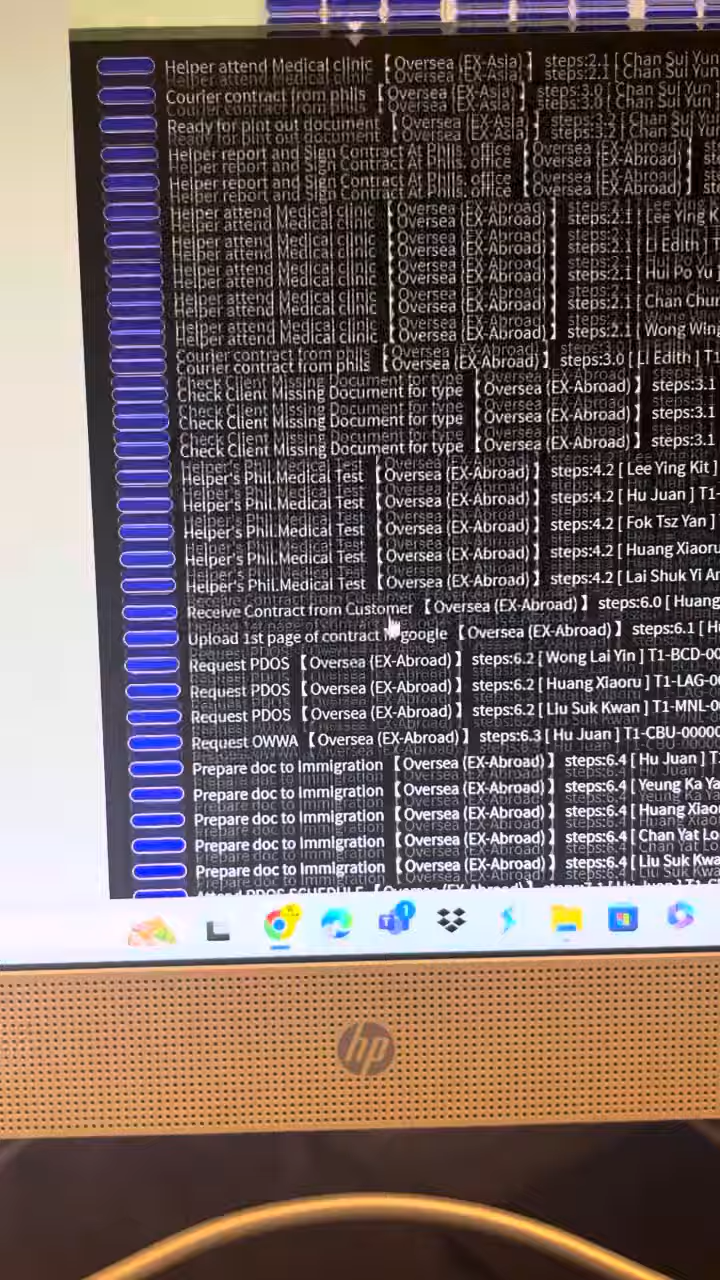 Helper attend Medical clinic 【Oversea (EX-Asia)】 steps:2.1 [ Chan Sui Yun
Courier contract from phils 【Oversea (EX-Asia)】 steps:3.0 [ Chan Sui Yun
Ready for pint out document 【Oversea (EX-Asia)】 steps:3.2 [ Chan Sui Yun
Helper report and Sign Contract At Phils. office 【Oversea (EX-Abroad)】
Helper report and Sign Contract At Phils. office 【Oversea (EX-Abroad)】
Helper attend Medical clinic 【Oversea (EX-Abroad)】 steps:2.1 [ Lee Ying K
Helper attend Medical clinic 【Oversea (EX-Abroad)】 steps:2.1 [ Li Edith ] T
Helper attend Medical clinic 【Oversea (EX-Abroad)】 steps:2.1 [ Hui Po Yu
Helper attend Medical clinic 【Oversea (EX-Abroad)】 steps:2.1 [ Chan Chun
Helper attend Medical clinic 【Oversea (EX-Abroad)】 steps:2.1 [ Wong Wing
Courier contract from phils 【Oversea (EX-Abroad)】 steps:3.0 [ Li Edith ] T1
Check Client Missing Document for type 【Oversea (EX-Abroad)】 steps:3.1
Check Client Missing Document for type 【Oversea (EX-Abroad)】 steps:3.1
Check Client Missing Document for type 【Oversea (EX-Abroad)】 steps:3.1
Helper's Phil.Medical Test 【Oversea (EX-Abroad)】 steps:4.2 [ Lee Ying Kit ]
Helper's Phil.Medical Test 【Oversea (EX-Abroad)】 steps:4.2 [ Hu Juan ] T1-
Helper's Phil.Medical Test 【Oversea (EX-Abroad)】 steps:4.2 [ Fok Tsz Yan ]
Helper's Phil.Medical Test 【Oversea (EX-Abroad)】 steps:4.2 [ Huang Xiaoru
Helper's Phil.Medical Test 【Oversea (EX-Abroad)】 steps:4.2 [ Lai Shuk Yi An
Receive Contract from Customer 【Oversea (EX-Abroad)】 steps:6.0 [ Huang
Upload 1st page of contract google 【Oversea (EX-Abroad)】 steps:6.1 [ H
Request PDOS 【Oversea (EX-Abroad)】 steps:6.2 [ Wong Lai Yin ] T1-BCD-00
Request PDOS 【Oversea (EX-Abroad)】 steps:6.2 [ Huang Xiaoru ] T1-LAG-0
Request PDOS 【Oversea (EX-Abroad)】 steps:6.2 [ Liu Suk Kwan ] T1-MNL-0
Request OWWA 【Oversea (EX-Abroad)】 steps:6.3 [ Hu Juan ] T1-CBU-00000
Prepare doc to Immigration 【Oversea (EX-Abroad)】 steps:6.4 [ Hu Juan ] T
Prepare doc to Immigration 【Oversea (EX-Abroad)】 steps:6.4 [ Yeung Ka Ya
Prepare doc to Immigration 【Oversea (EX-Abroad)】 steps:6.4 [ Huang Xiao
Prepare doc to Immigration 【Oversea (EX-Abroad)】 steps:6.4 [ Chan Yat Lo
Prepare doc to Immigration 【Oversea (EX-Abroad)】 steps:6.4 [ Liu Suk Kwa
hp